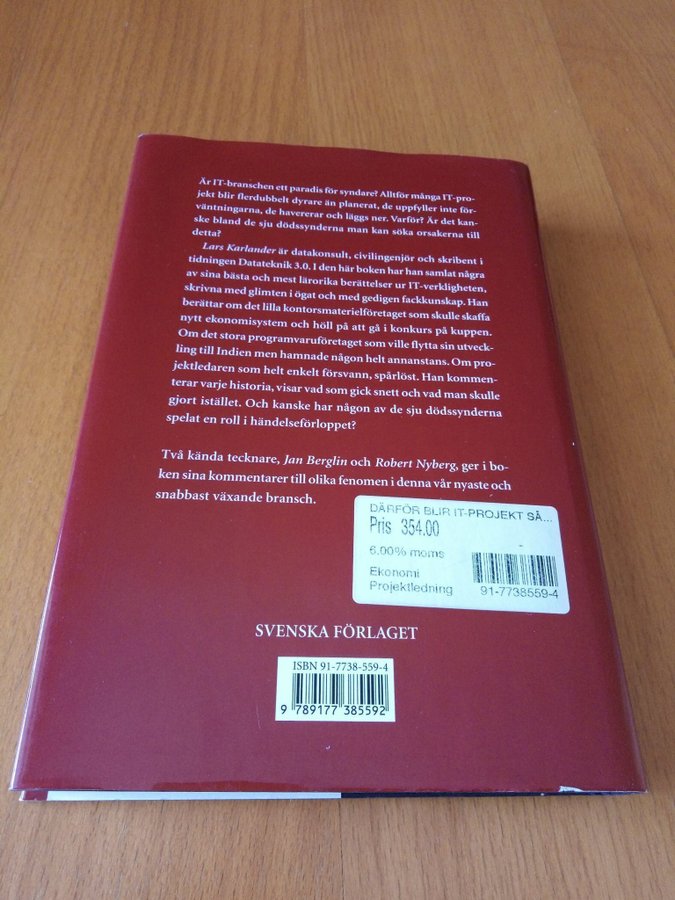 Är IT-branschen ett paradis för syndare? Alltför många IT-pro-
jekt blir flerdubbelt dyrare än planerat, de uppfyller inte för-
väntningarna, de havererar och läggs ner. Varför? Är det kan-
ske bland de sju dödssynderna man kan söka orsakerna till
detta?
Lars Karlander är datakonsult, civilingenjör och skribent i
tidningen Datateknik 3.0. I den här boken har han samlat några
av sina bästa och mest lärorika berättelser ur IT-verkligheten,
skrivna med glimten i ögat och med gedigen fackkunskap. Han
berättar om det lilla kontorsmaterielföretaget som skulle skaffa
nytt ekonomisystem och höll på att gå i konkurs på kuppen.
Om det stora programvaruföretaget som ville flytta sin utveck-
ling till Indien men hamnade någon helt annanstans. Om pro-
jektledaren som helt enkelt försvann, spårlöst. Han kommen-
terar varje historia, visar vad som gick snett och vad man skulle
gjort istället. Och kanske har någon av de sju dödssynderna
spelat en roll i händelseförloppet?
Två kända tecknare, Jan Berglin och Robert Nyberg, ger i bo-
ken sina kommentarer till olika fenomen i denna vår nyaste och
snabbast växande bransch.
DÄRFÖR BLIR IT-PROJEKT SÅ...
Pris 354.00
6.00% moms
Ekonomi
Projektledning
91-7738559-4
SVENSKA FÖRLAGET
ISBN 91-7738-559-4
9 789177 385592